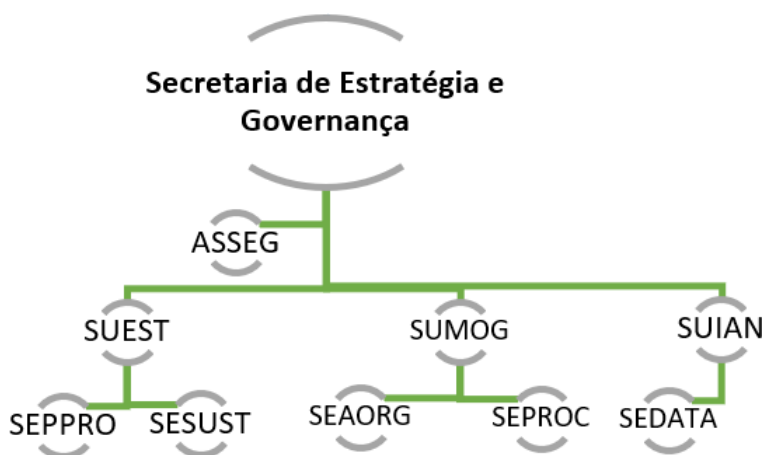 Secretaria de Estratégia e
Governança
ASSEG
SUEST
SUMOG
SUIAN
SEPPRO
SESUST
SEAORG
SEPROC
SEDATA